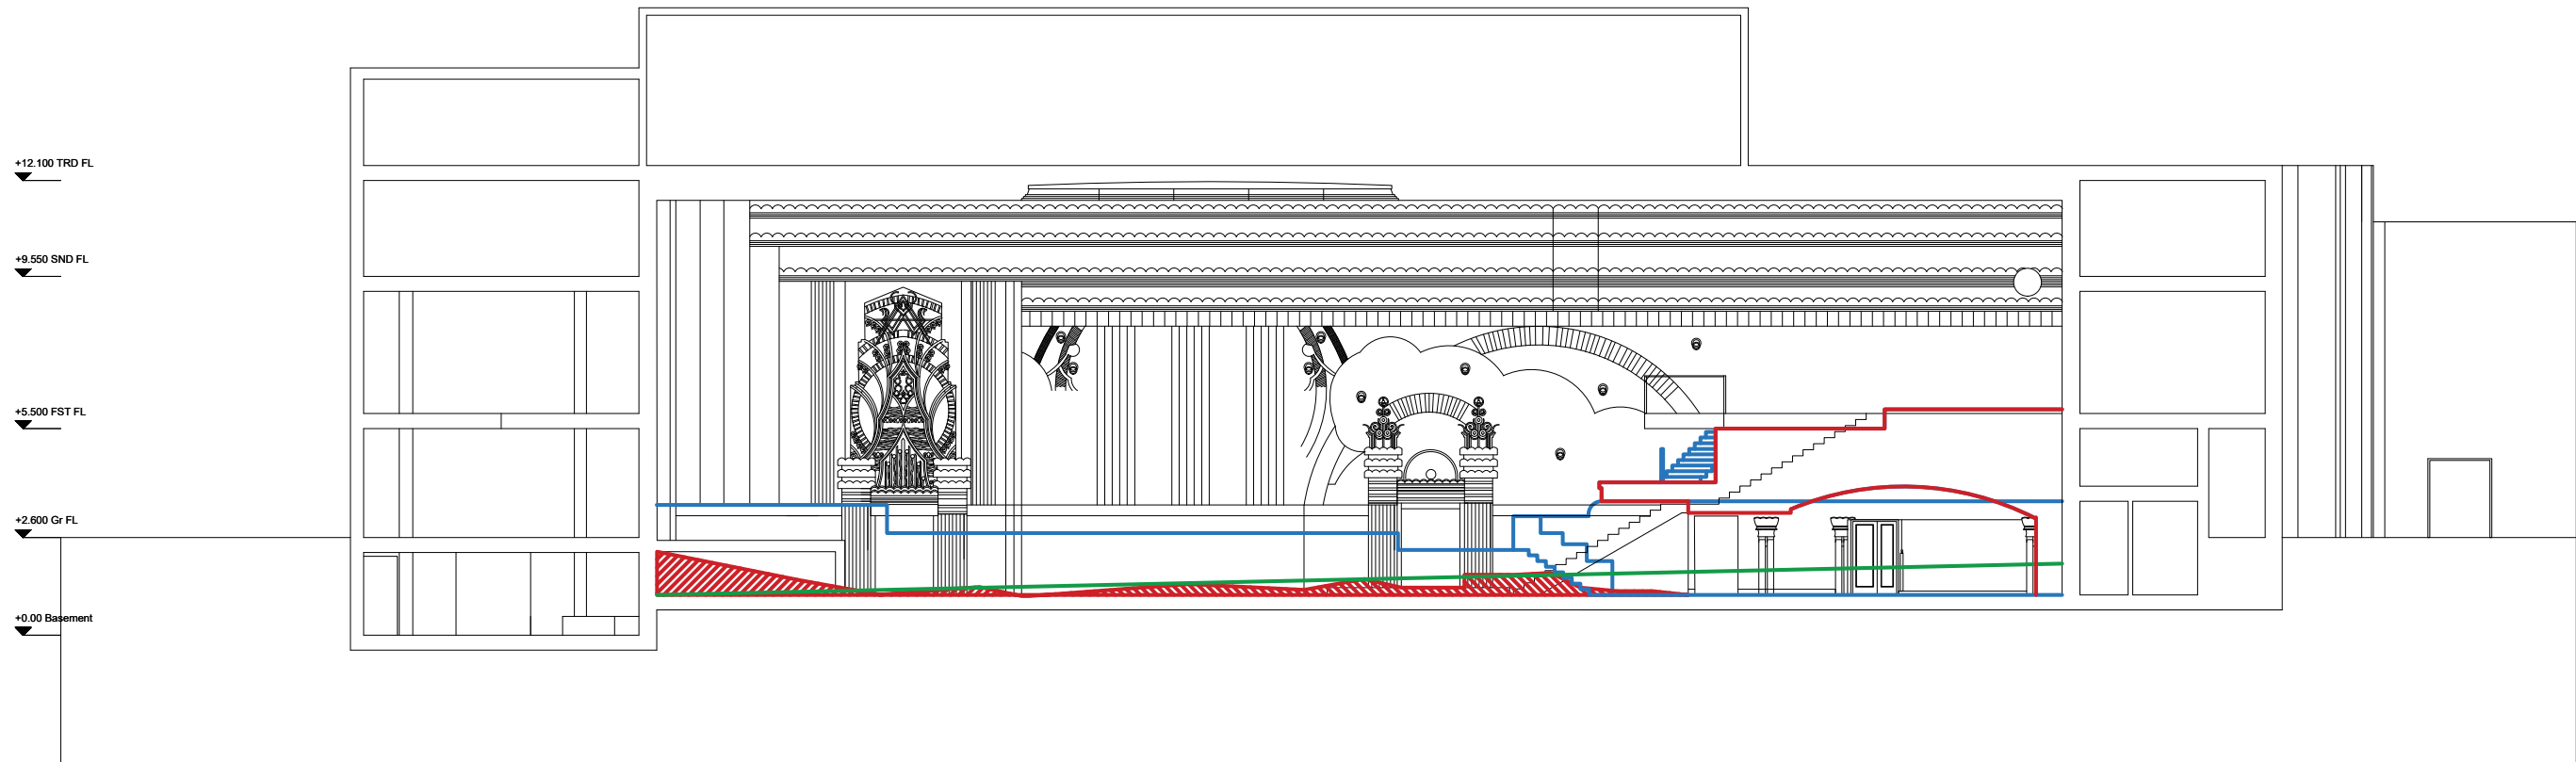 +12.100 TRD FL
+9.550 SND FL
+5.500 FST FL
+2.600 Gr FL
+0.00 Basement